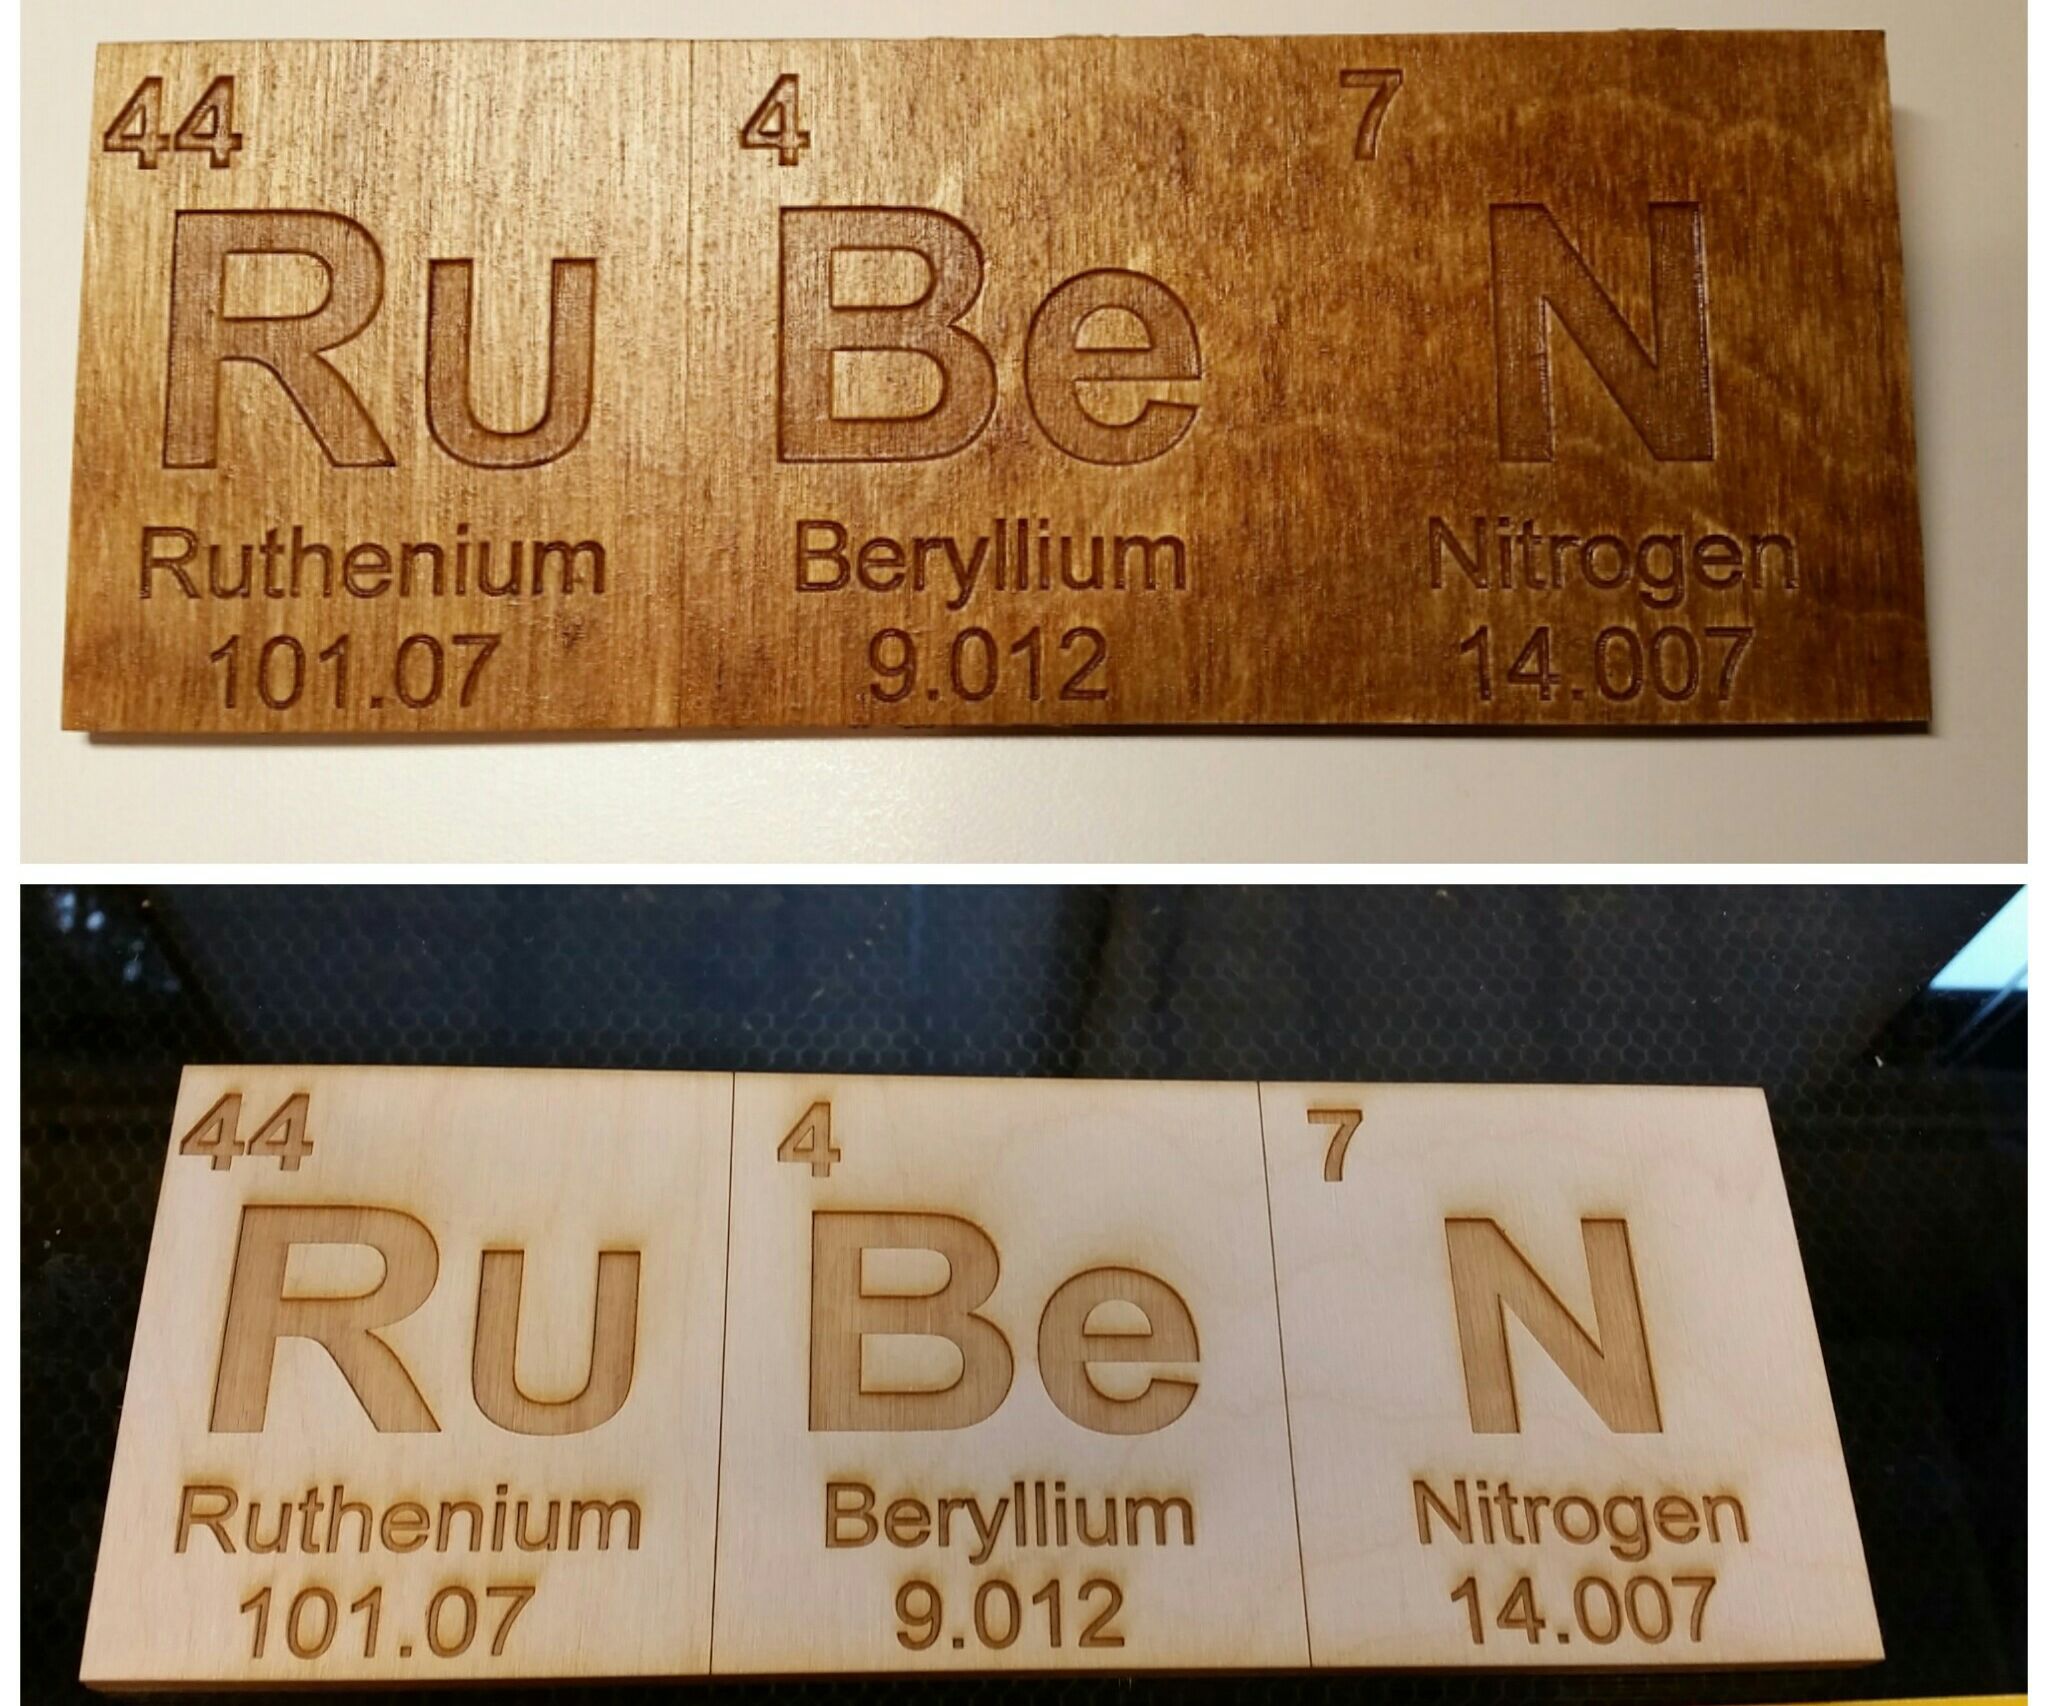 44 4 7
Ru Be N
Ruthenium Beryllium Nitrogen
101.07 9.012 14.007
44 4 7
Ru Be N
Ruthenium Beryllium Nitrogen
101.07 9.012 14.007